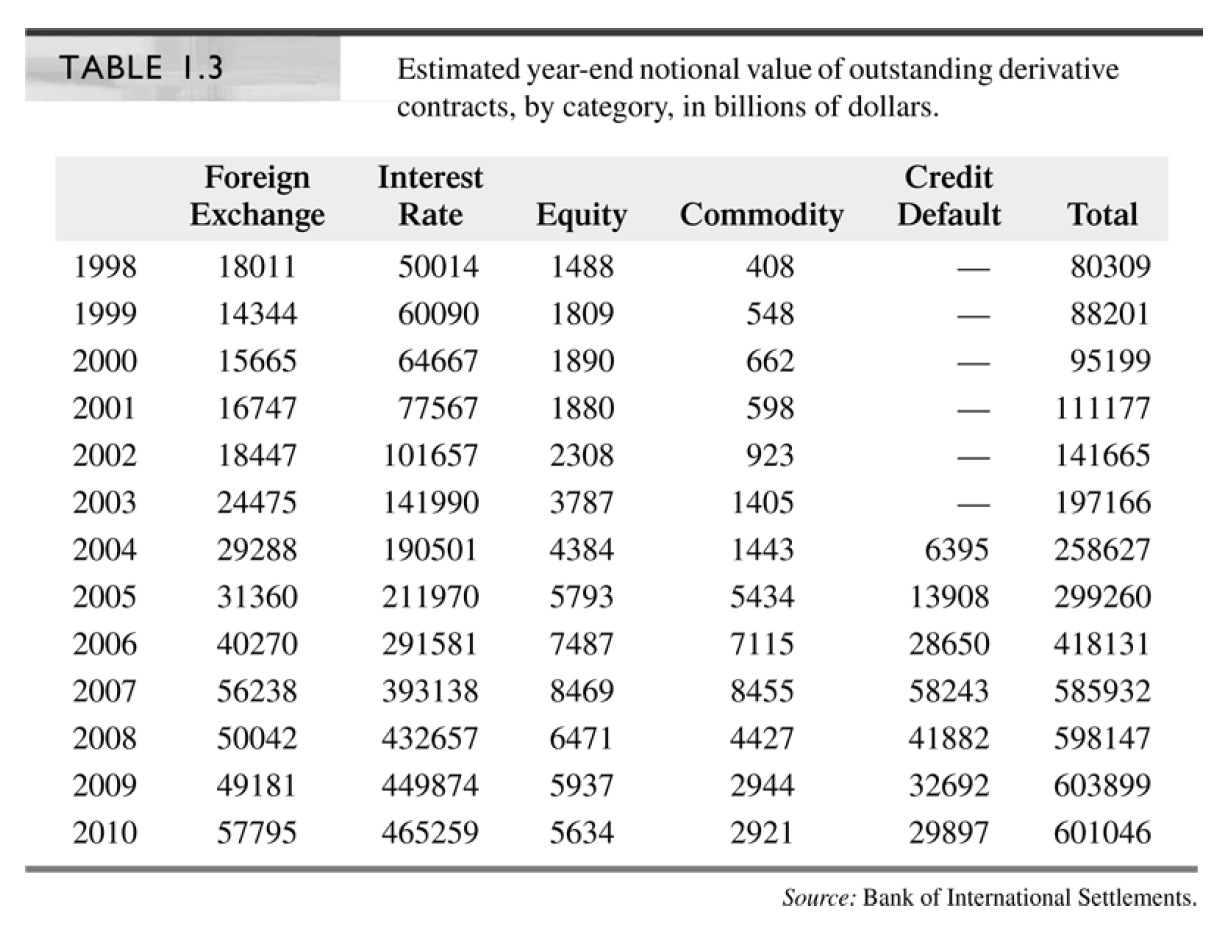 TABLE 1.3
Estimated year-end notional value of outstanding derivative
contracts, by category, in billions of dollars.
Foreign Interest Credit
Exchange Rate Equity Commodity Default Total
1998 18011 50014 1488 408 — 80309
1999 14344 60090 1809 548 — 88201
2000 15665 64667 1890 662 — 95199
2001 16747 77567 1880 598 — 111177
2002 18447 101657 2308 923 — 141665
2003 24475 141990 3787 1405 — 197166
2004 29288 190501 4384 1443 6395 258627
2005 31360 211970 5793 5434 13908 299260
2006 40270 291581 7487 7115 28650 418131
2007 56238 393138 8469 8455 58243 585932
2008 50042 432657 6471 4427 41882 598147
2009 49181 449874 5937 2944 32692 603899
2010 57795 465259 5634 2921 29897 601046
Source: Bank of International Settlements.